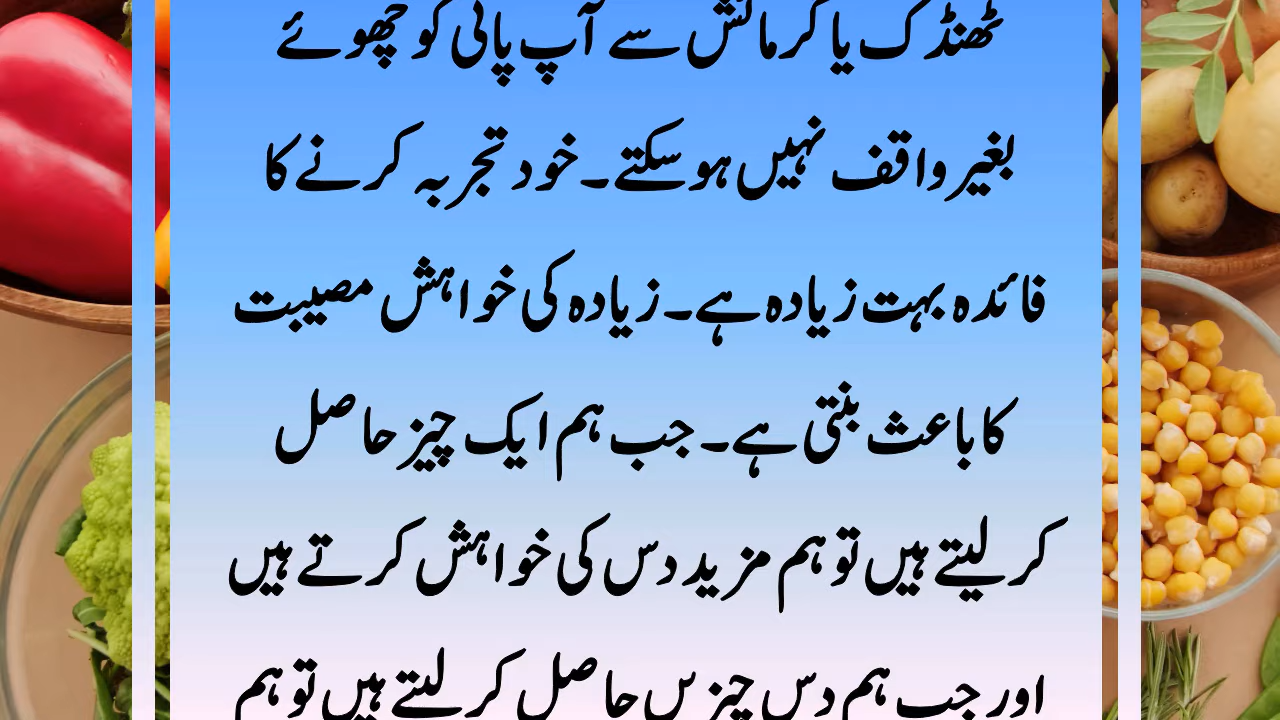 ٹھنڈک یا گرمائش سے آپ پانی کو چھوئے
بغیر واقف نہیں ہو سکتے۔ خود تجربہ کرنے کا
فائدہ بہت زیادہ ہے۔ زیادہ کی خواہش مصیبت
کا باعث بنتی ہے۔ جب ہم ایک چیز حاصل
کر لیتے ہیں تو ہم مزید دس کی خواہش کرتے ہیں
اور جب ہم دس چیزیں حاصل کر لیتے ہیں تو ہم